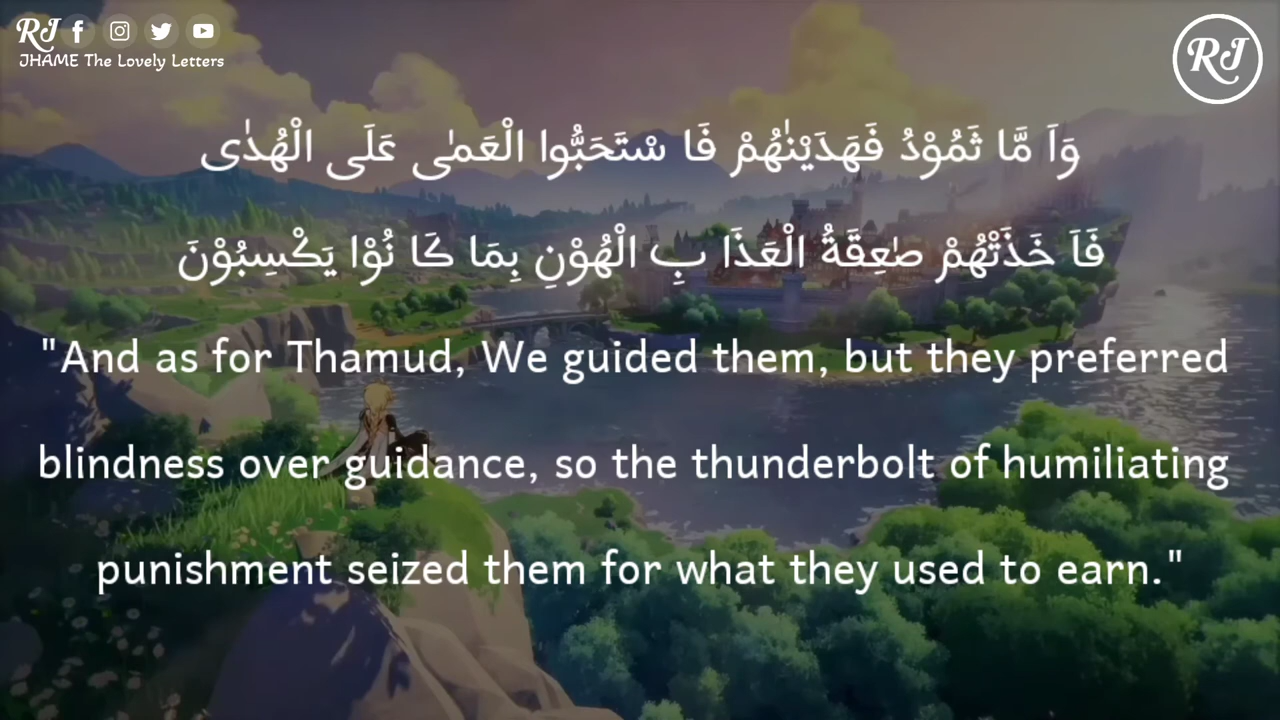 RJ
JHAME The Lovely Letters
RJ
وَاَ مَّا ثَمُوْدُ فَهَدَيْنٰهُمْ فَا سْتَحَبُّوا الْعَمٰى عَلَى الْهُدٰى
فَاَ خَذَتْهُمْ صٰعِقَةُ الْعَذَا بِ الْهُوْنِ بِمَا كَا نُوْا يَكْسِبُوْنَ
"And as for Thamud, We guided them, but they preferred
blindness over guidance, so the thunderbolt of humiliating
punishment seized them for what they used to earn."